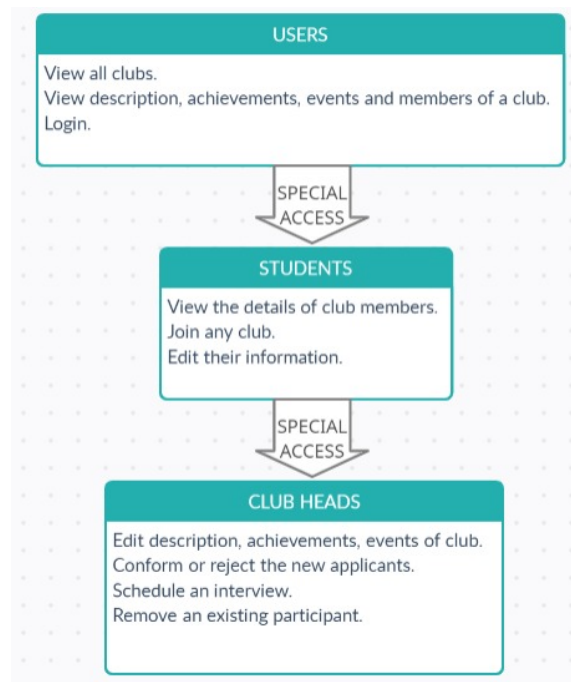 USERS
View all clubs.
View description, achievements, events and members of a club.
Login.
SPECIAL
ACCESS
STUDENTS
View the details of club members.
Join any club.
Edit their information.
SPECIAL
ACCESS
CLUB HEADS
Edit description, achievements, events of club.
Conform or reject the new applicants.
Schedule an interview.
Remove an existing participant.